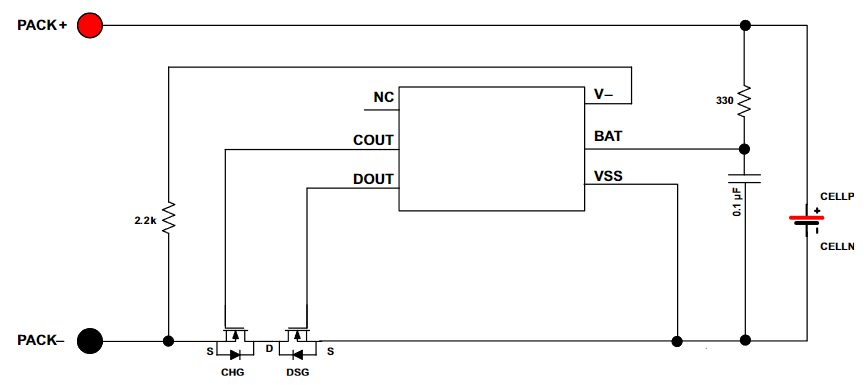 PACK+
NC
V–
330
COUT
BAT
DOUT
VSS
0.1 µF
CELLP
+
2.2k
-
CELLN
PACK–
S
D
S
CHG
DSG